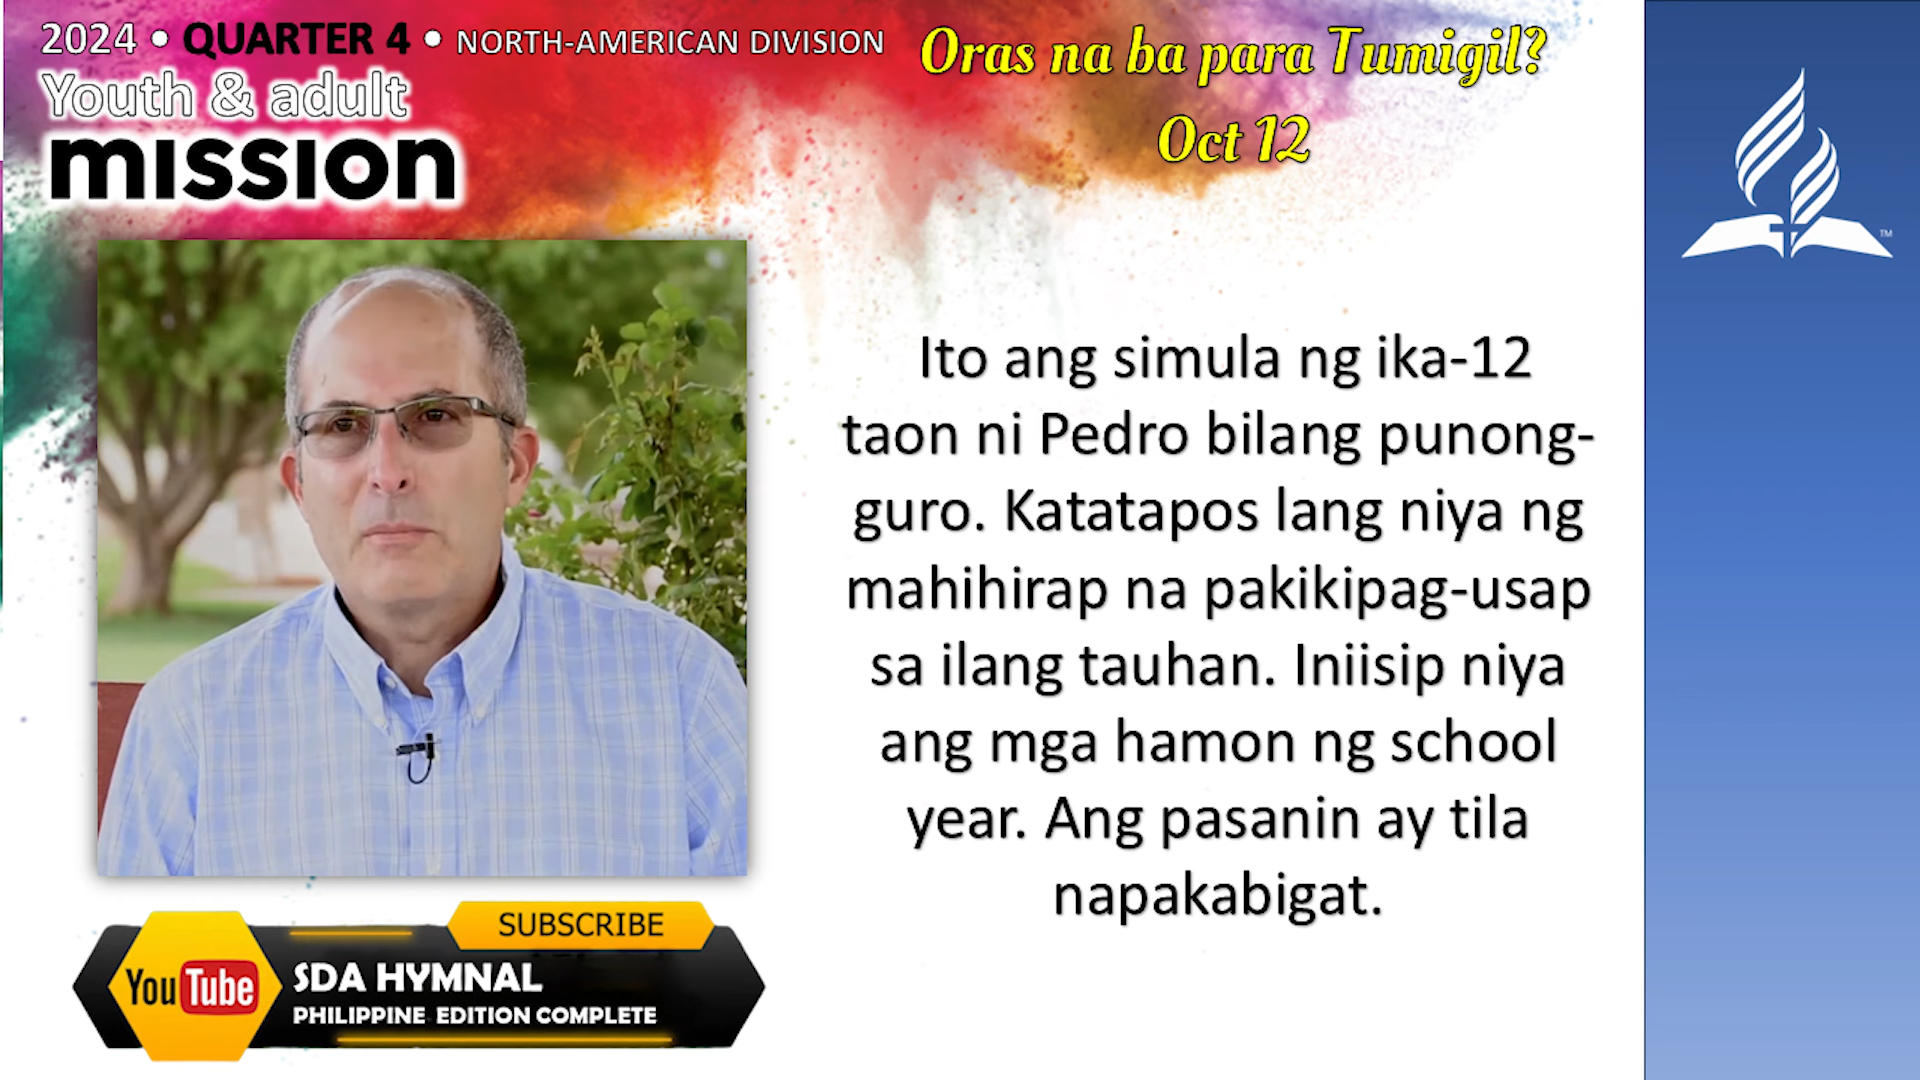 2024 • QUARTER 4 • NORTH-AMERICAN DIVISION
Youth & adult
mission
Oras na ba para Tumigil?
Oct 12
Ito ang simula ng ika-12
taon ni Pedro bilang punong-
guro. Katatapos lang niya ng
mahihirap na pakikipag-usap
sa ilang tauhan. Iniisip niya
ang mga hamon ng school
year. Ang pasanin ay tila
napakabigat.
SUBSCRIBE
YouTube
SDA HYMNAL
PHILIPPINE EDITION COMPLETE
TM